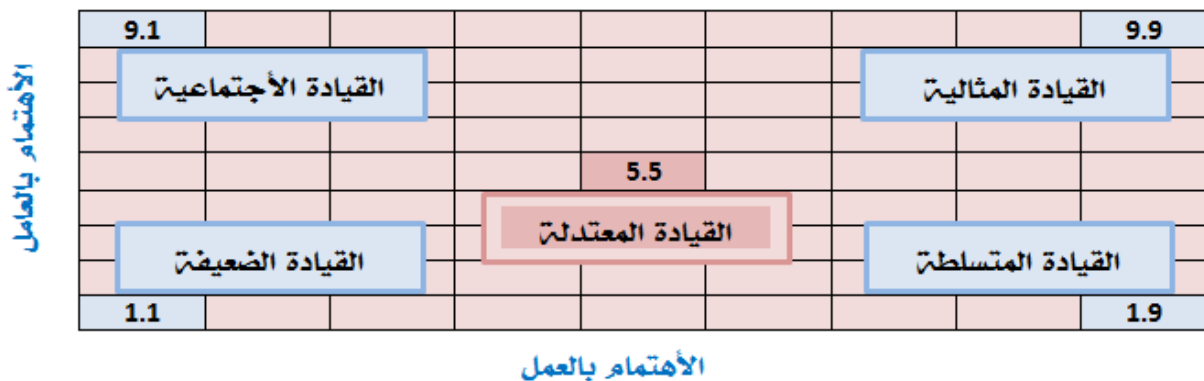 9.1
9.9
القيادة الأجتماعية
القيادة المثالية
الأهتمام بالعامل
5.5
القيادة المعتدلة
القيادة الضعيفة
القيادة المتسلطة
1.1
1.9
الأهتمام بالعمل